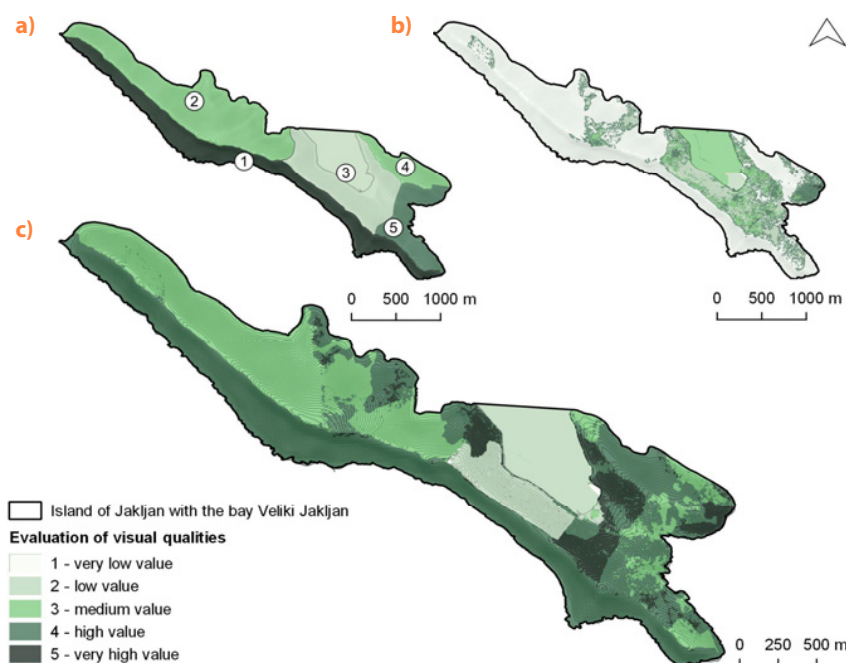 a)
b)
2
1
3
4
5
c)
0 500 1000 m
0 500 1000 m
Island of Jakljan with the bay Veliki Jakljan
Evaluation of visual qualities
1 - very low value
2 - low value
3 - medium value
4 - high value
5 - very high value
0 250 500 m